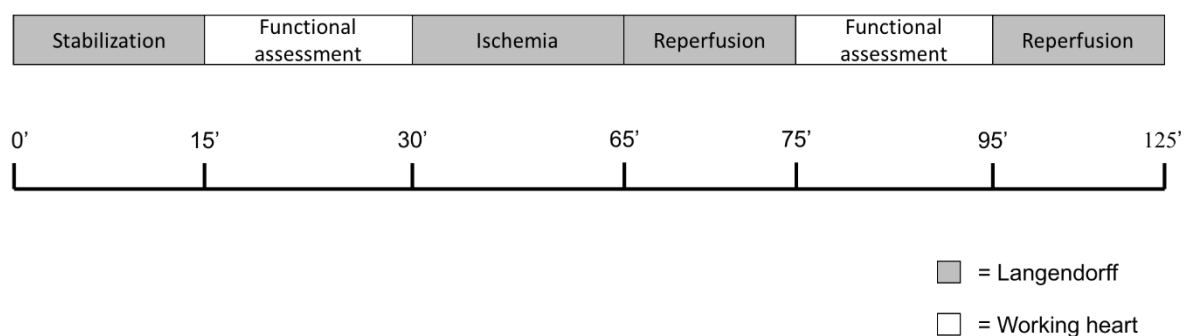 Stabilization
Functional
assessment
Ischemia
Reperfusion
Functional
assessment
Reperfusion
0’ 15’ 30’ 65’ 75’ 95’ 125’
= Langendorff
= Working heart